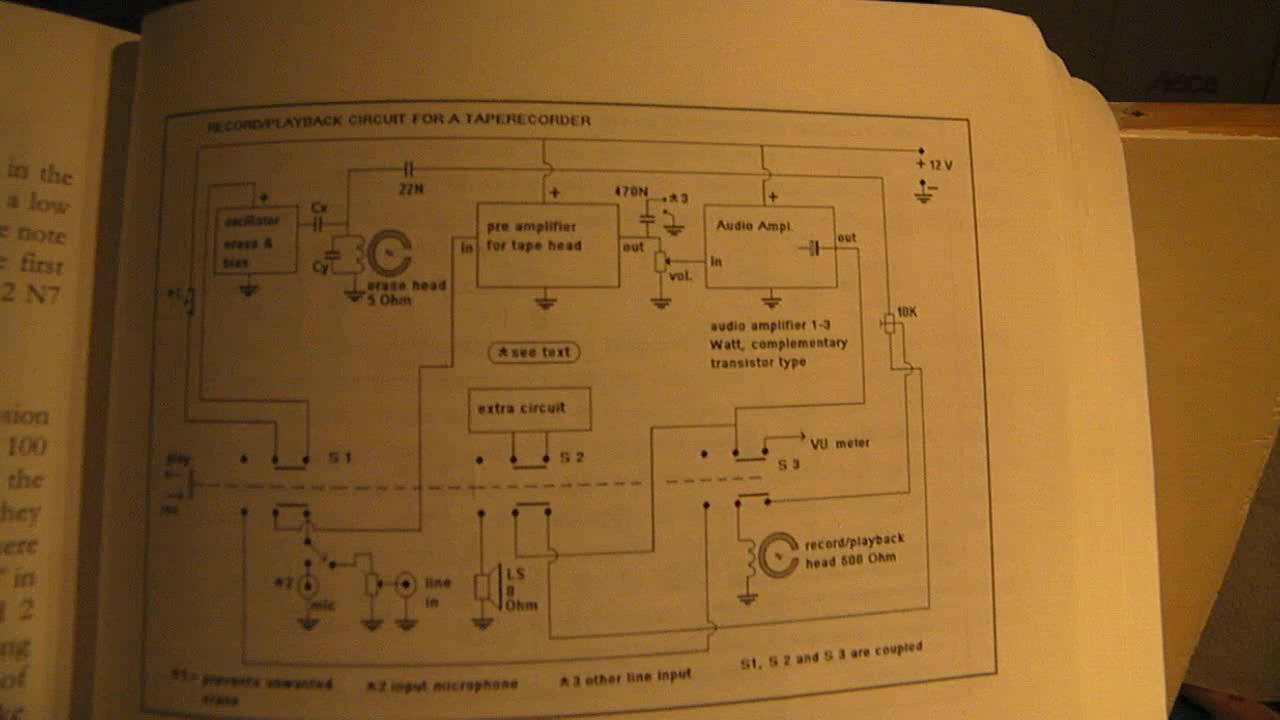 in the
a low
note
first
2 N7
100
the
hey
ere
in
2
of
Asca
RECORD/PLAYBACK CIRCUIT FOR A TAPERECORDER
+ 12 V
-
22N
470N
*3
Cx
+
oscillator
erase &
bias
Cy
erase head
5 Ohm
+
in
pre amplifier
for tape head
out
vol.
+
Audio Ampl.
in
out
10K
*1
audio amplifier 1-3
Watt, complementary
transistor type
* see text
extra circuit
VU meter
S 1
S 2
S 3
play
rec
*2
mic
line
in
LS
8
Ohm
record/playback
head 600 Ohm
S1, S 2 and S 3 are coupled
*1 = prevents unwanted
erase
*2 input microphone
*3 other line input